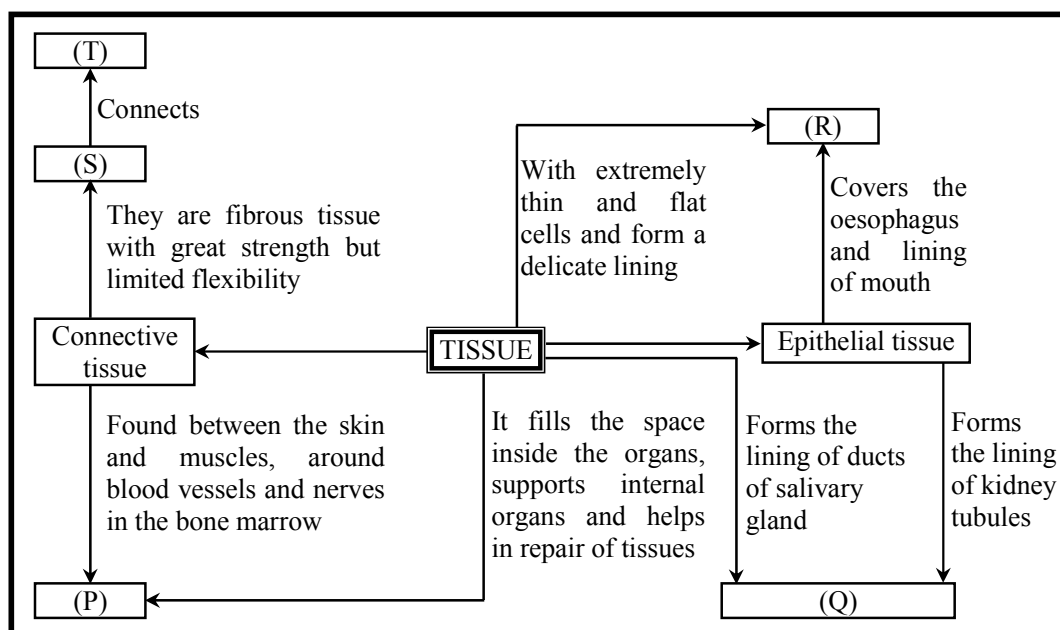 (T)
Connects
(S)
They are fibrous tissue
with great strength but
limited flexibility
Connective
tissue
Found between the skin
and muscles, around
blood vessels and nerves
in the bone marrow
(P)
TISSUE
With extremely
thin and flat
cells and form a
delicate lining
(R)
Covers the
oesophagus
and lining
of mouth
Epithelial tissue
It fills the space
inside the organs,
supports internal
organs and helps
in repair of tissues
Forms the
lining of ducts
of salivary
gland
Forms
the lining
of kidney
tubules
(Q)